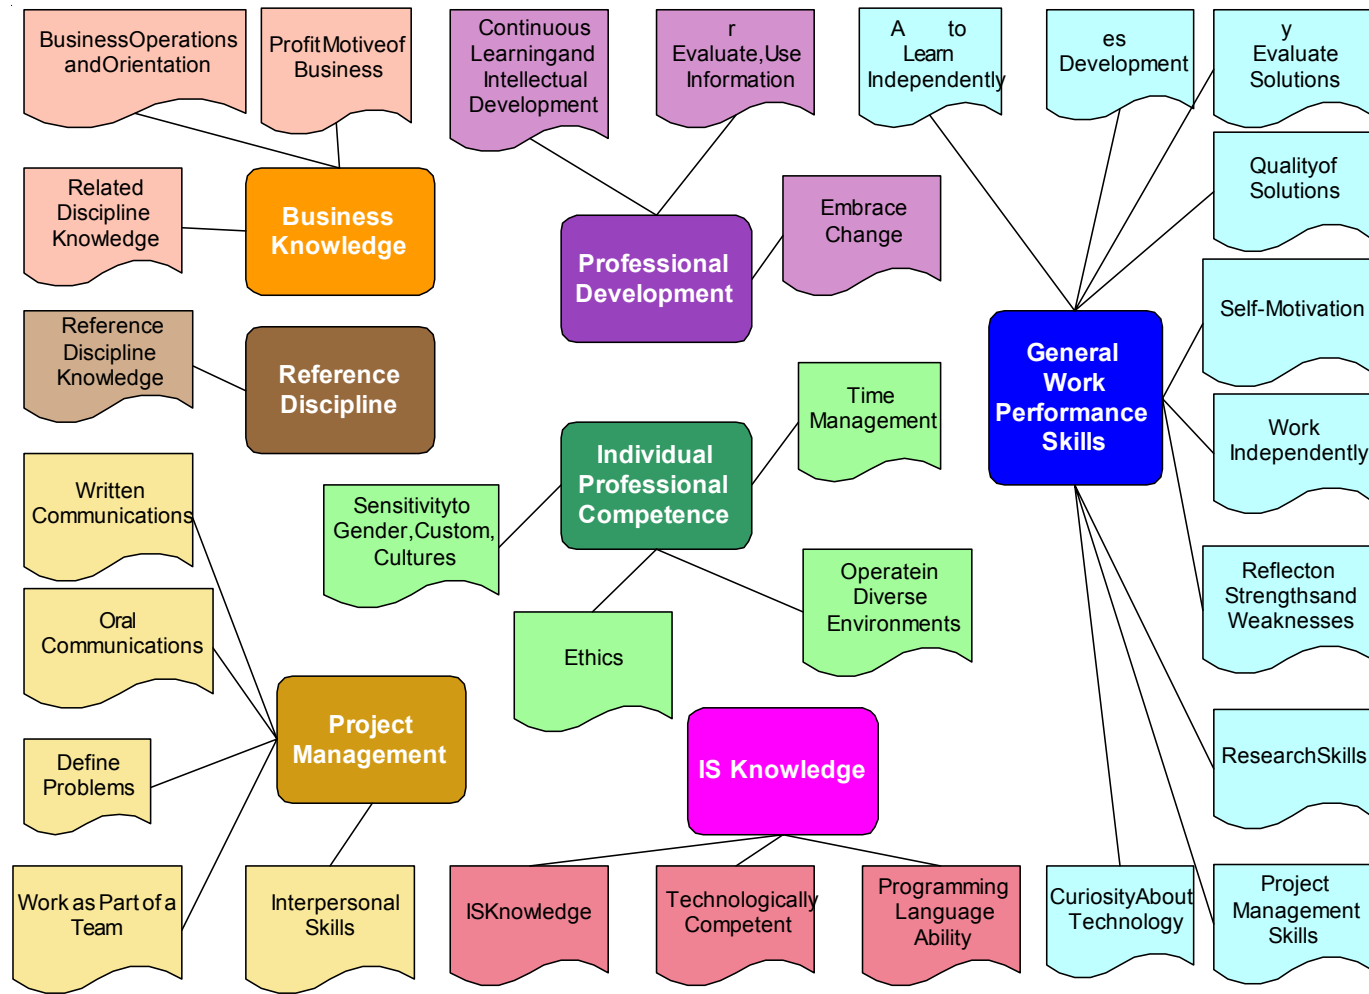 BusinessOperations
andOrientation
ProfitMotiveof
Business
Continuous
Learningand
Intellectual
Development
r
Evaluate,Use
Information
A to
Learn
Independently
es
Development
y
Evaluate
Solutions
Related
Discipline
Knowledge
Business
Knowledge
Professional
Development
Embrace
Change
Qualityof
Solutions
Reference
Discipline
Knowledge
Reference
Discipline
General
Work
Performance
Skills
Self-Motivation
Time
Management
Individual
Professional
Competence
Work
Independently
Written
Communications
Sensitivityto
Gender,Custom,
Cultures
Operatein
Diverse
Environments
Reflecton
Strengthsand
Weaknesses
Oral
Communications
Ethics
Project
Management
IS Knowledge
Define
Problems
ResearchSkills
Work as Part of a
Team
Interpersonal
Skills
ISKnowledge
Technologically
Competent
Programming
Language
Ability
CuriosityAbout
Technology
Project
Management
Skills